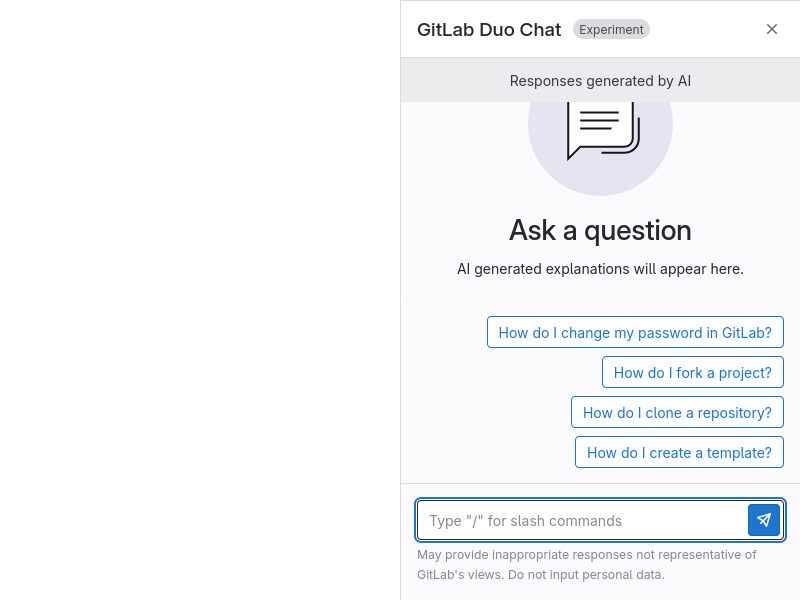 GitLab Duo Chat Experiment
Responses generated by AI
Ask a question
AI generated explanations will appear here.
How do I change my password in GitLab?
How do I fork a project?
How do I clone a repository?
How do I create a template?
Type "/" for slash commands
May provide inappropriate responses not representative of
GitLab's views. Do not input personal data.